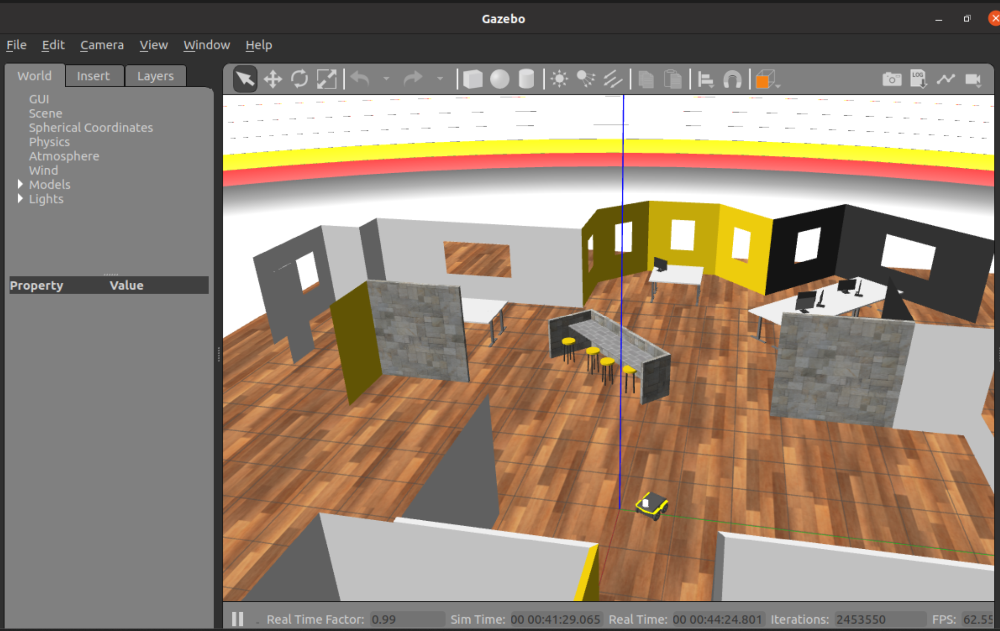 Gazebo
File Edit Camera View Window Help
World Insert Layers
LOG
GUI
Scene
Spherical Coordinates
Physics
Atmosphere
Wind
Models
Lights
Property Value
Real Time Factor: 0.99 Sim Time: 00 00:41:29.065 Real Time: 00 00:44:24.801 Iterations: 2453550 FPS: 62.55